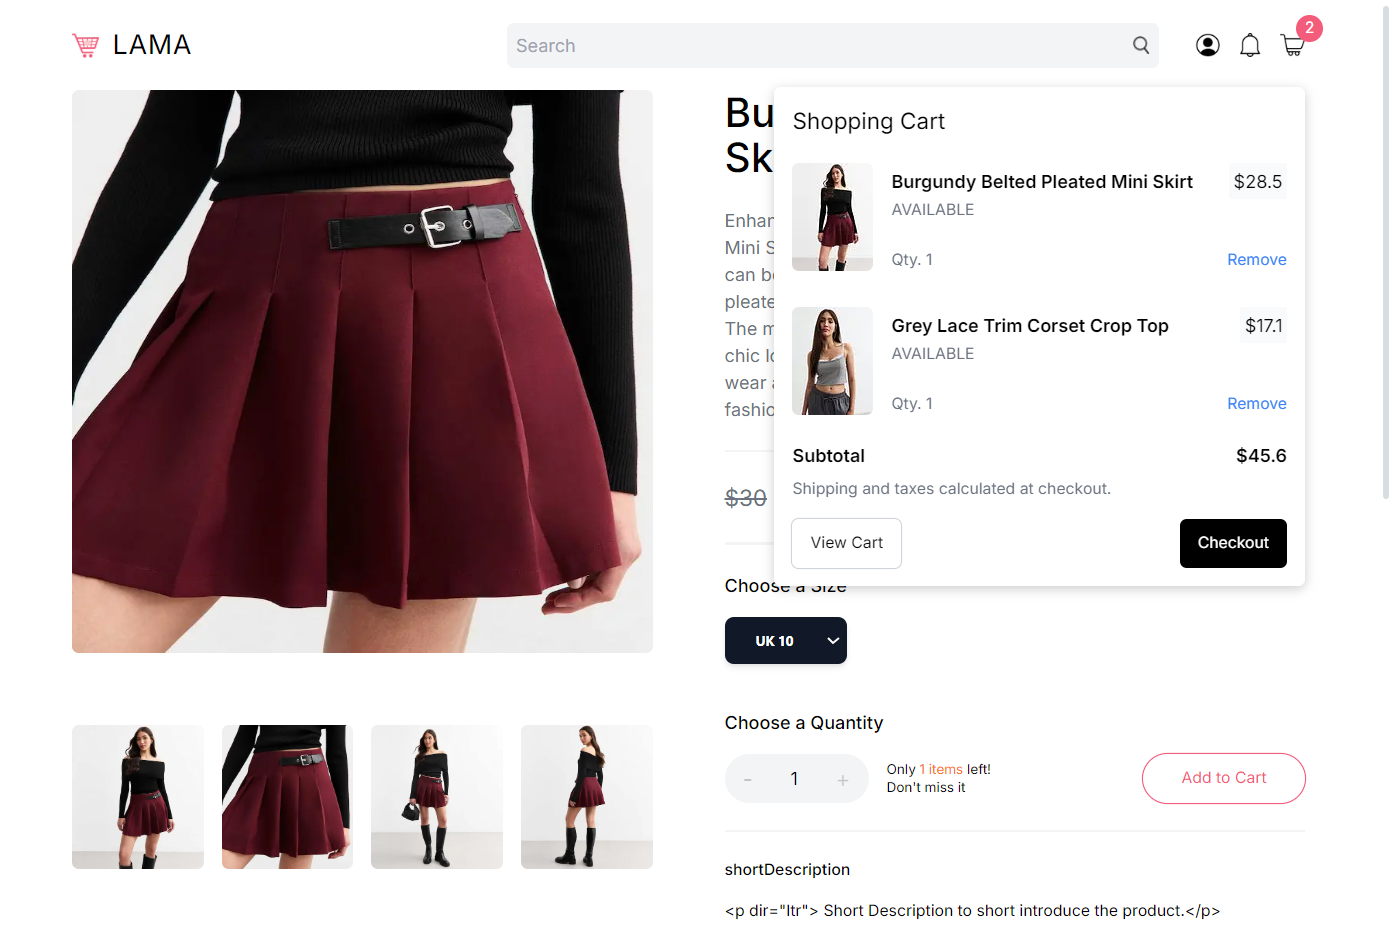 LAMA
Search
2
Bu
Sk
Shopping Cart
Burgundy Belted Pleated Mini Skirt
$28.5
AVAILABLE
Qty. 1
Remove
Grey Lace Trim Corset Crop Top
$17.1
AVAILABLE
Qty. 1
Remove
Subtotal
$45.6
Shipping and taxes calculated at checkout.
View Cart
Checkout
Enhan
Mini S
can be
pleate
The m
chic lo
wear a
fashio
$30
Choose a Size
UK 10
Choose a Quantity
- 1 +
Only 1 items left!
Don't miss it
Add to Cart
shortDescription
<p dir="ltr"> Short Description to short introduce the product.</p>